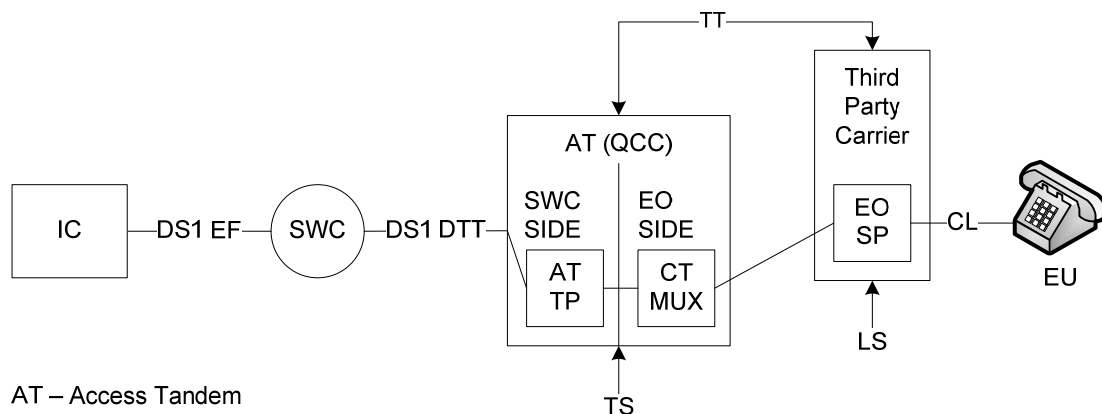 TT
Third
Party
Carrier
AT (QCC)
SWC
SIDE
EO
SIDE
IC
DS1 EF
SWC
DS1 DTT
AT
TP
CT
MUX
EO
SP
CL
EU
LS
TS
AT – Access Tandem